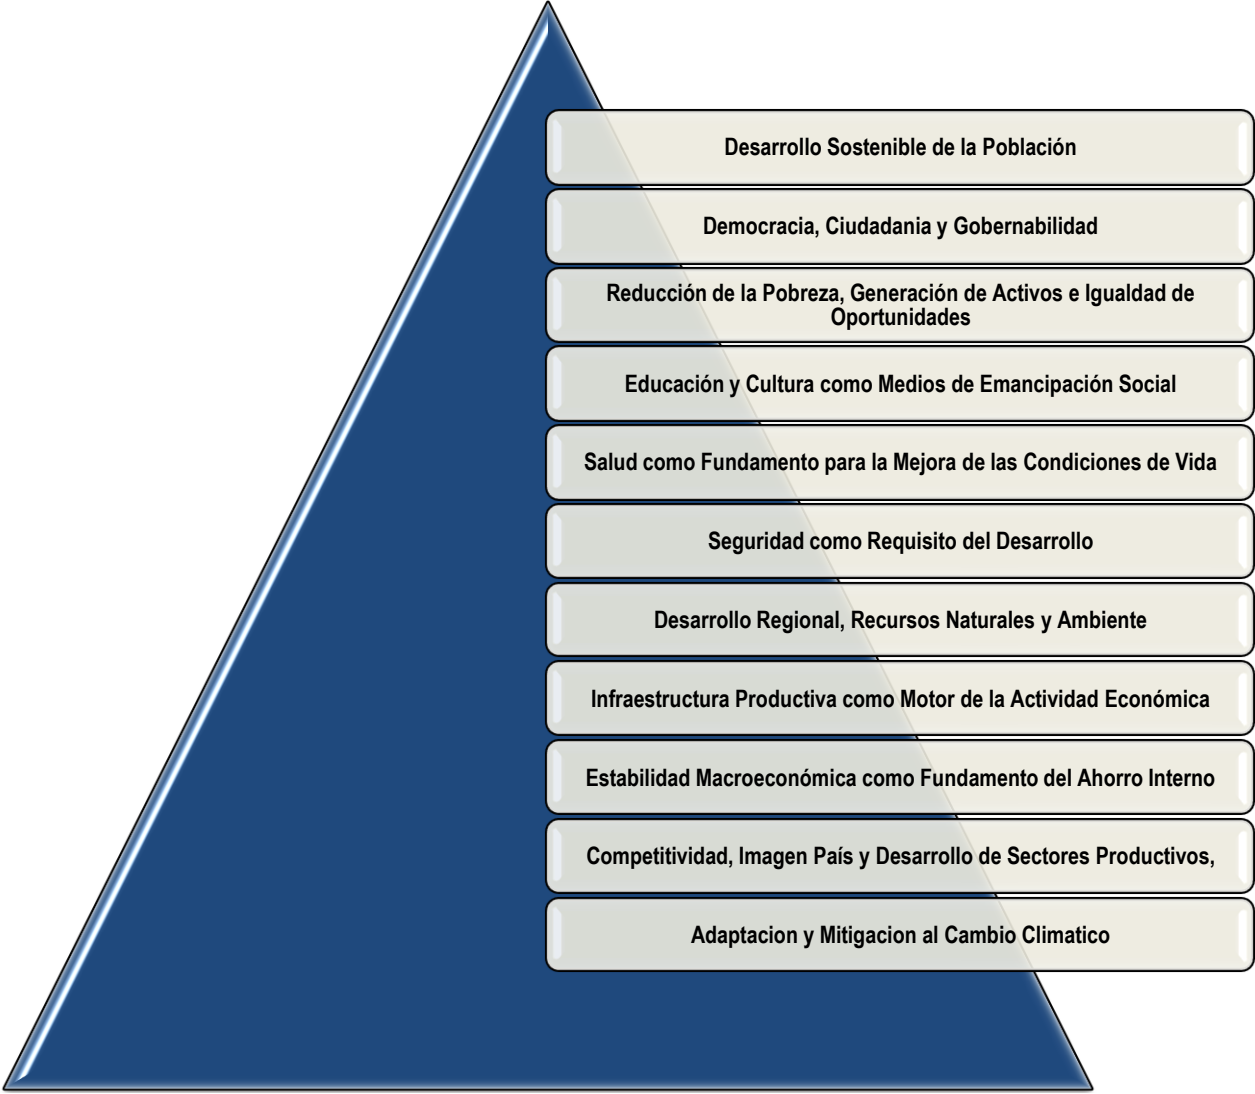 Desarrollo Sostenible de la Población
Democracia, Ciudadania y Gobernabilidad
Reducción de la Pobreza, Generación de Activos e Igualdad de
Oportunidades
Educación y Cultura como Medios de Emancipación Social
Salud como Fundamento para la Mejora de las Condiciones de Vida
Seguridad como Requisito del Desarrollo
Desarrollo Regional, Recursos Naturales y Ambiente
Infraestructura Productiva como Motor de la Actividad Económica
Estabilidad Macroeconómica como Fundamento del Ahorro Interno
Competitividad, Imagen País y Desarrollo de Sectores Productivos,
Adaptacion y Mitigacion al Cambio Climatico